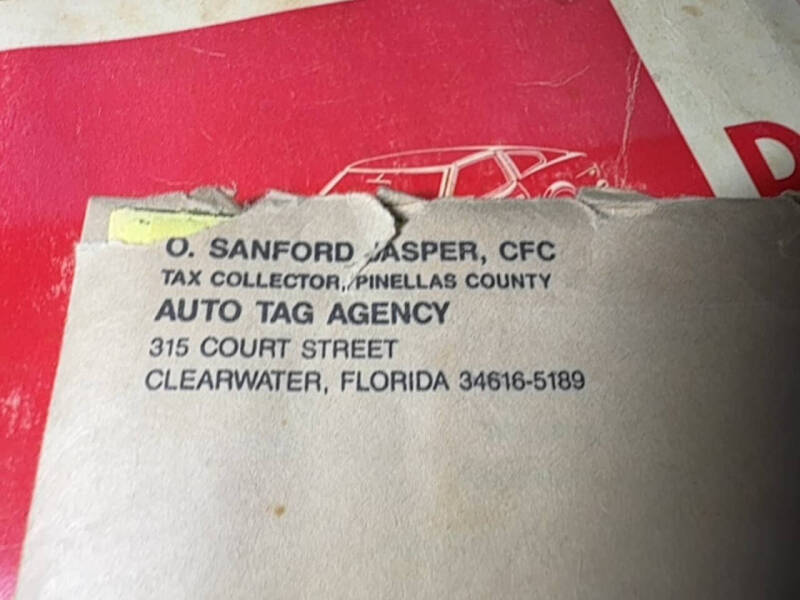 O. SANFORD JASPER, CFC
TAX COLLECTOR, PINELLAS COUNTY
AUTO TAG AGENCY
315 COURT STREET
CLEARWATER, FLORIDA 34616-5189